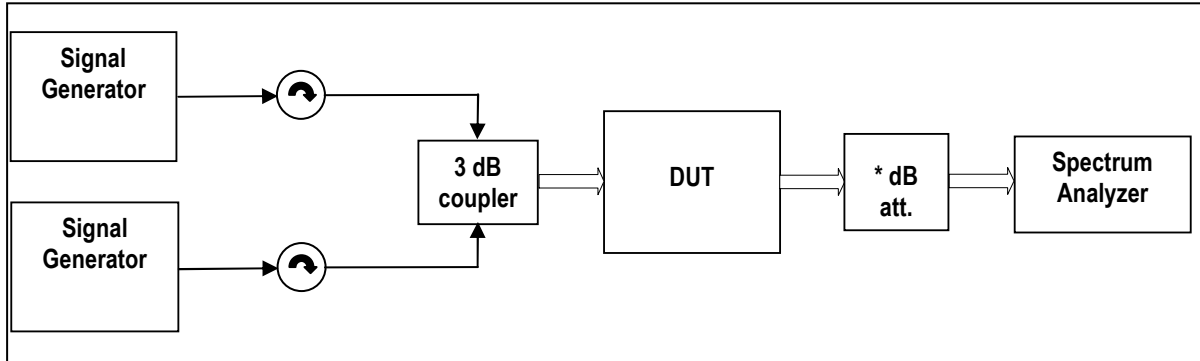 Signal
Generator
3 dB
coupler
DUT
* dB
att.
Spectrum
Analyzer
Signal
Generator